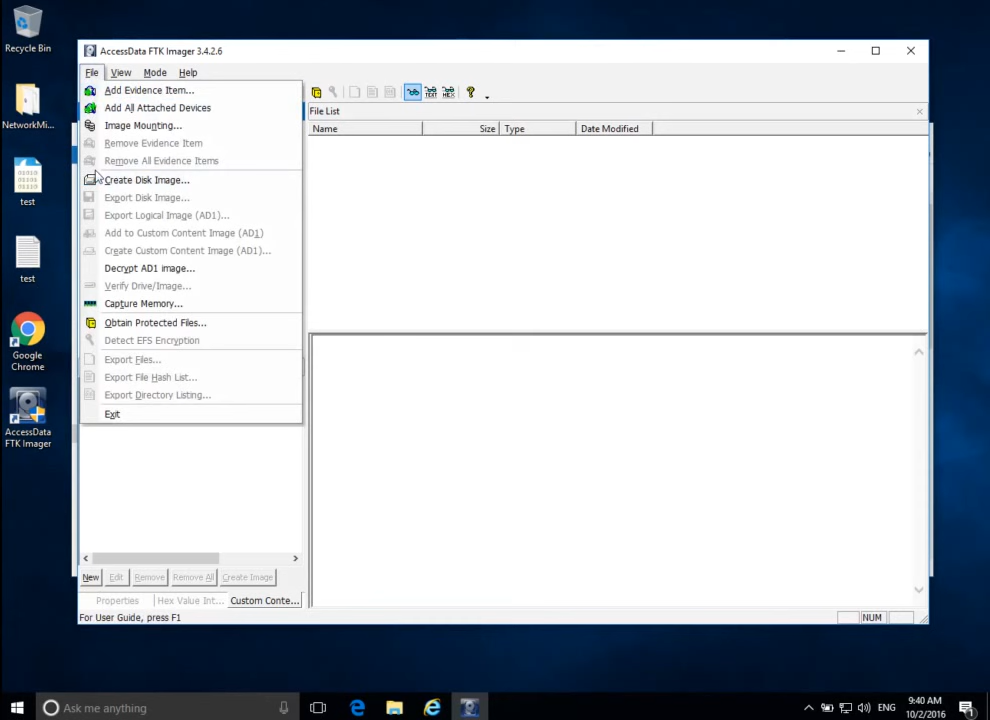 Recycle Bin
NetworkMi...
test
test
Google
Chrome
AccessData
FTK Imager
AccessData FTK Imager 3.4.2.6
File View Mode Help
Add Evidence Item...
Add All Attached Devices
Image Mounting...
Remove Evidence Item
Remove All Evidence Items
Create Disk Image...
Export Disk Image...
Export Logical Image (AD1)...
Add to Custom Content Image (AD1)
Create Custom Content Image (AD1)...
Decrypt AD1 image...
Verify Drive/Image...
Capture Memory...
Obtain Protected Files...
Detect EFS Encryption
Export Files...
Export File Hash List...
Export Directory Listing...
Exit
TEXT HEX
File List
Name Size Type Date Modified
New Edit Remove Remove All Create Image
Properties Hex Value Int... Custom Conte...
For User Guide, press F1
NUM
Ask me anything
ENG
9:40 AM
10/2/2016
1